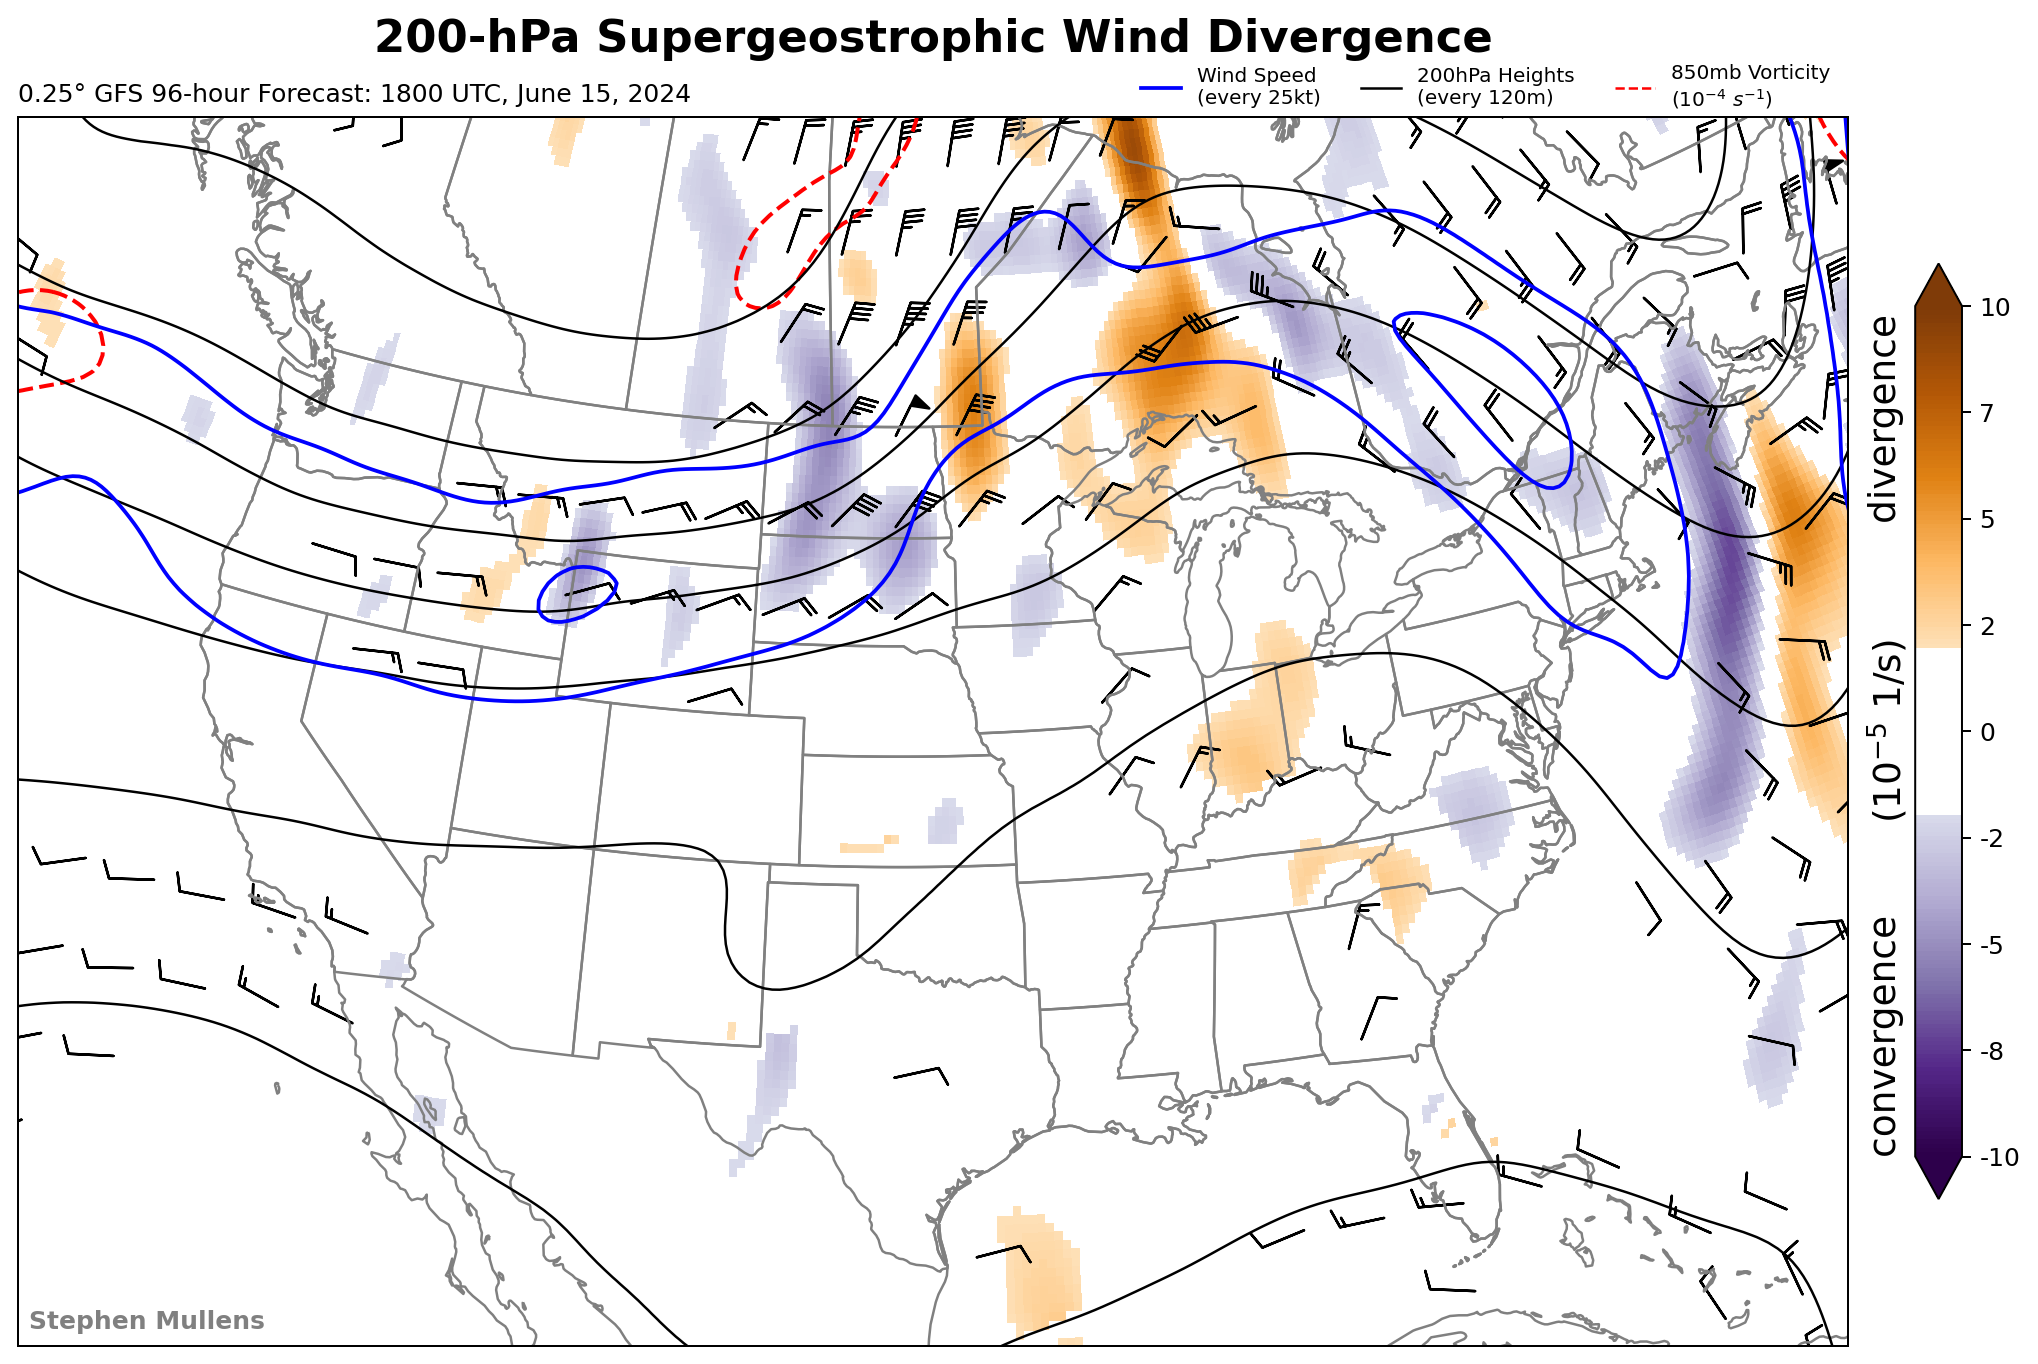 200-hPa Supergeostrophic Wind Divergence
0.25° GFS 96-hour Forecast: 1800 UTC, June 15, 2024
Wind Speed
(every 25kt)
200hPa Heights
(every 120m)
850mb Vorticity
(10⁻⁴ s⁻¹)
10
7
5
2
0
-2
-5
-8
-10
convergence (10⁻⁵ 1/s) divergence
Stephen Mullens